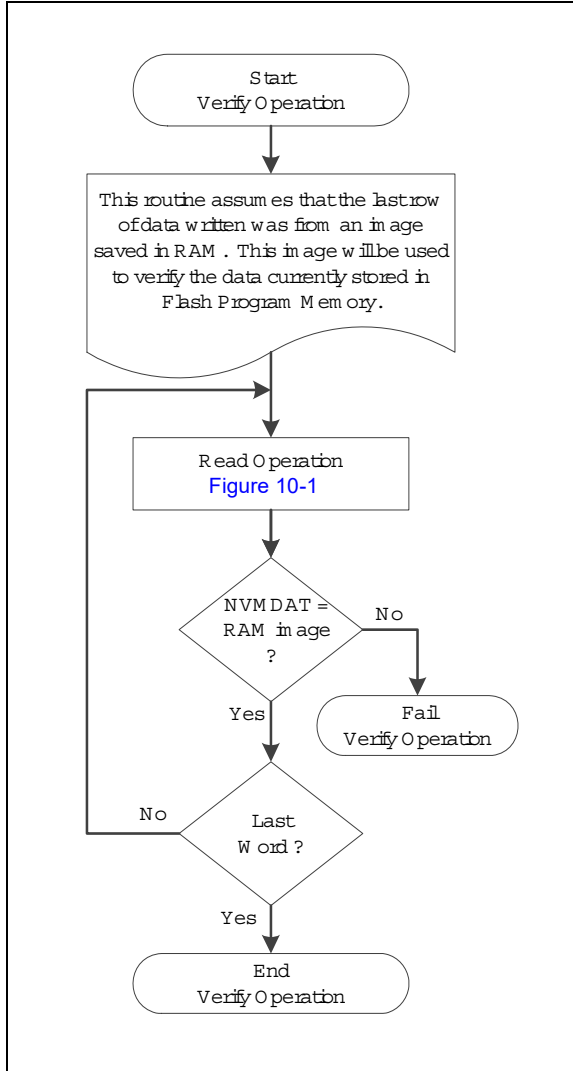 Start
Verify Operation
This routine assumes that the last row
of data written was from an image
saved in RAM. This image will be used
to verify the data currently stored in
Flash Program Memory.
Read Operation
Figure 10-1
NVMDAT =
RAM image
?
No
Yes
Fail
Verify Operation
No
Last
Word ?
Yes
End
Verify Operation